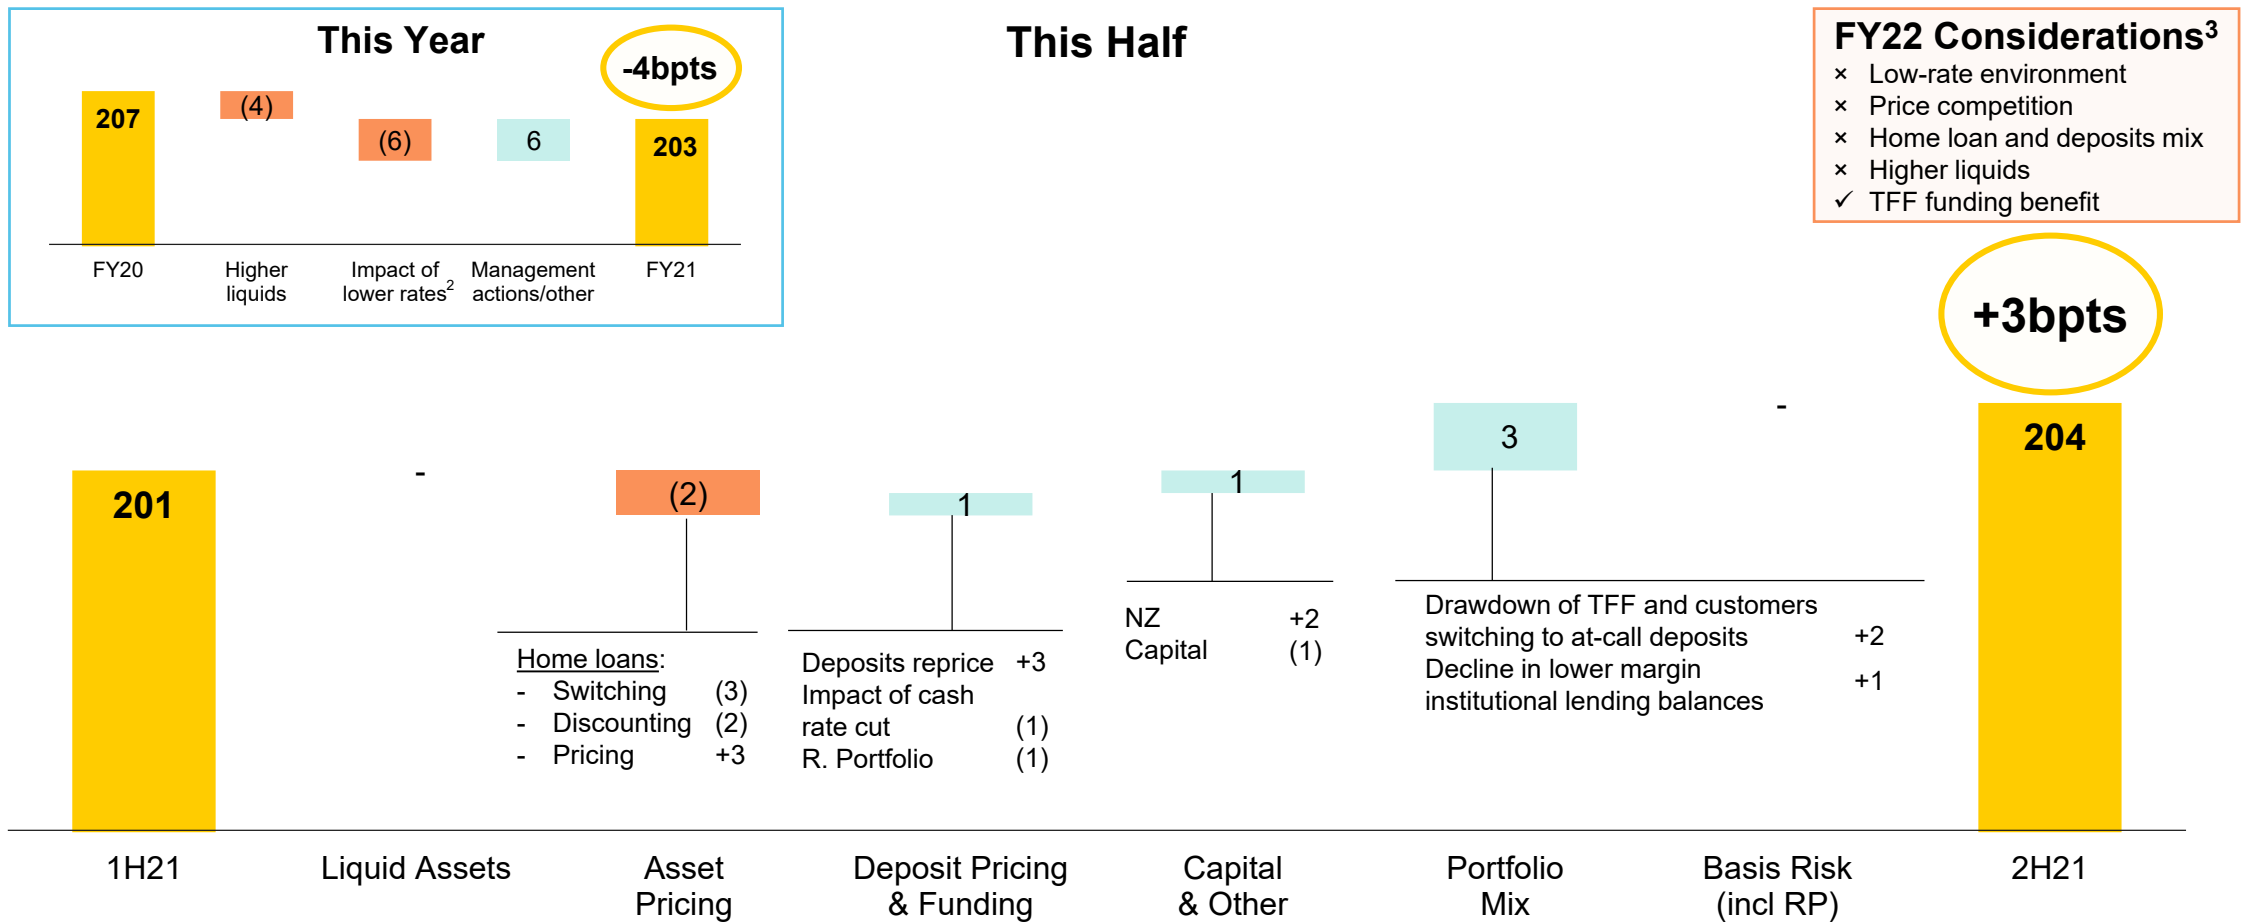 This Year
-4bpts
207
(4)
(6)
6
203
FY20
Higher
liquids
Impact of
lower rates2
Management
actions/other
FY21
This Half
FY22 Considerations3
× Low-rate environment
× Price competition
× Home loan and deposits mix
× Higher liquids
✓ TFF funding benefit
+3bpts
201
-
(2)
1
1
3
-
204
Home loans:
- Switching (3)
- Discounting (2)
- Pricing +3
Deposits reprice +3
Impact of cash
rate cut (1)
R. Portfolio (1)
NZ +2
Capital (1)
Drawdown of TFF and customers
switching to at-call deposits +2
Decline in lower margin
institutional lending balances +1
1H21
Liquid Assets
Asset
Pricing
Deposit Pricing
& Funding
Capital
& Other
Portfolio
Mix
Basis Risk
(incl RP)
2H21